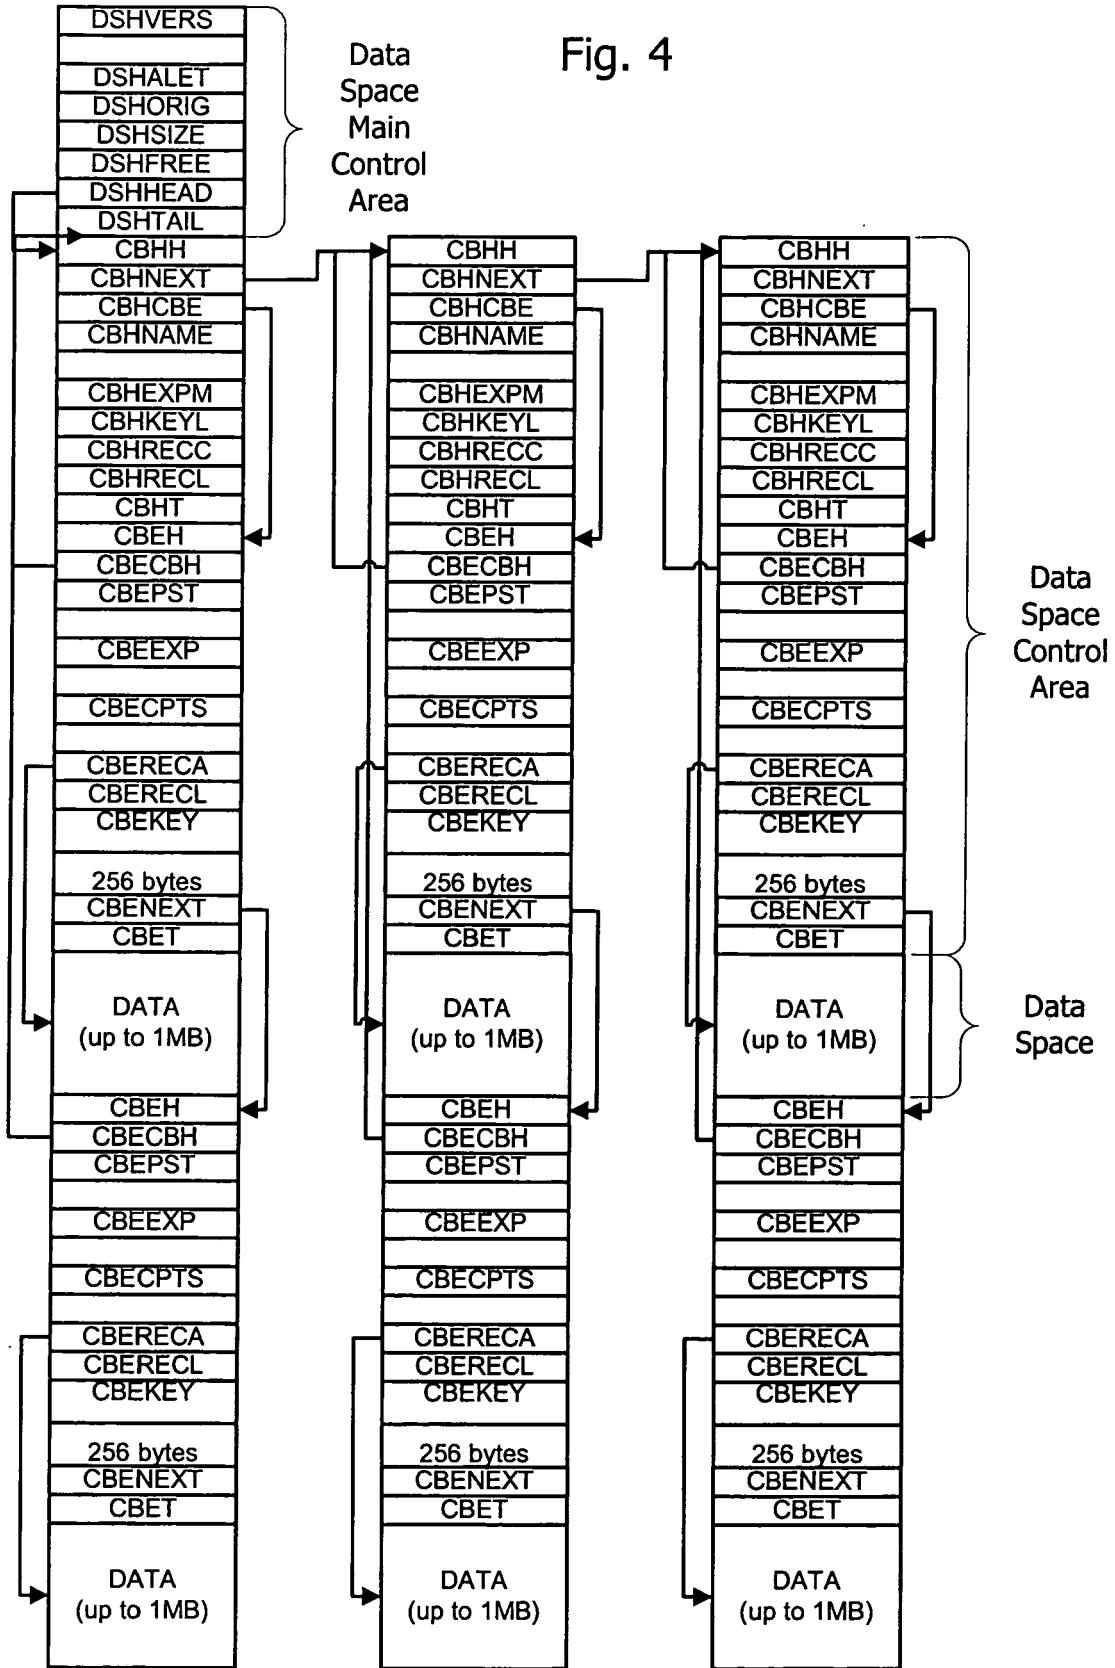 Fig. 4
DSHVERS
DSHALET
DSHORIG
DSHSIZE
DSHFREE
DSHHEAD
DSHTAIL
Data
Space
Main
Control
Area
CBHH
CBHNEXT
CBHCBE
CBHNAME
CBHEXPM
CBHKEYL
CBHRECC
CBHRECL
CBHT
CBEH
CBECBH
CBEPST
CBEEXP
CBECPTS
CBERECA
CBERECL
CBEKEY
256 bytes
CBENEXT
CBET
DATA
(up to 1MB)
CBEH
CBECBH
CBEPST
CBEEXP
CBECPTS
CBERECA
CBERECL
CBEKEY
256 bytes
CBENEXT
CBET
DATA
(up to 1MB)
CBHH
CBHNEXT
CBHCBE
CBHNAME
CBHEXPM
CBHKEYL
CBHRECC
CBHRECL
CBHT
CBEH
CBECBH
CBEPST
CBEEXP
CBECPTS
CBERECA
CBERECL
CBEKEY
256 bytes
CBENEXT
CBET
DATA
(up to 1MB)
CBEH
CBECBH
CBEPST
CBEEXP
CBECPTS
CBERECA
CBERECL
CBEKEY
256 bytes
CBENEXT
CBET
DATA
(up to 1MB)
CBHH
CBHNEXT
CBHCBE
CBHNAME
CBHEXPM
CBHKEYL
CBHRECC
CBHRECL
CBHT
CBEH
CBECBH
CBEPST
CBEEXP
CBECPTS
CBERECA
CBERECL
CBEKEY
256 bytes
CBENEXT
CBET
DATA
(up to 1MB)
CBEH
CBECBH
CBEPST
CBEEXP
CBECPTS
CBERECA
CBERECL
CBEKEY
256 bytes
CBENEXT
CBET
DATA
(up to 1MB)
Data
Space
Control
Area
Data
Space